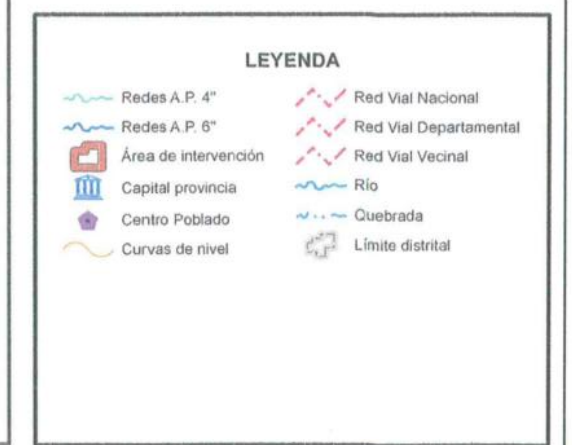 LEYENDA
Redes A.P. 4"
Redes A.P. 6"
Área de intervención
Capital provincia
Centro Poblado
Curvas de nivel
Red Vial Nacional
Red Vial Departamental
Red Vial Vecinal
Río
Quebrada
Límite distrital